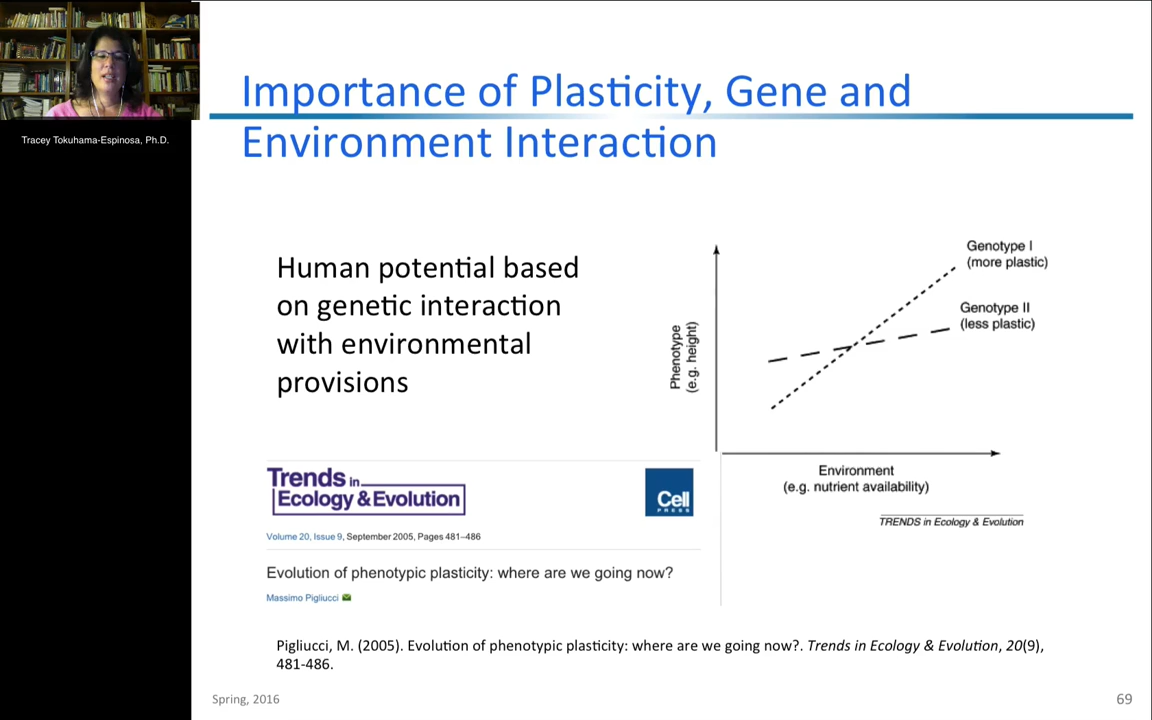 Tracey Tokuhama-Espinosa, Ph.D.
Importance of Plasticity, Gene and
Environment Interaction
Human potential based
on genetic interaction
with environmental
provisions
Genotype I
(more plastic)
Genotype II
(less plastic)
Phenotype
(e.g. height)
Environment
(e.g. nutrient availability)
TRENDS in Ecology & Evolution
Trends in
Ecology & Evolution
Cell
PRESS
Volume 20, Issue 9, September 2005, Pages 481–486
Evolution of phenotypic plasticity: where are we going now?
Massimo Pigliucci
Pigliucci, M. (2005). Evolution of phenotypic plasticity: where are we going now?. Trends in Ecology & Evolution, 20(9),
481-486.
Spring, 2016
69